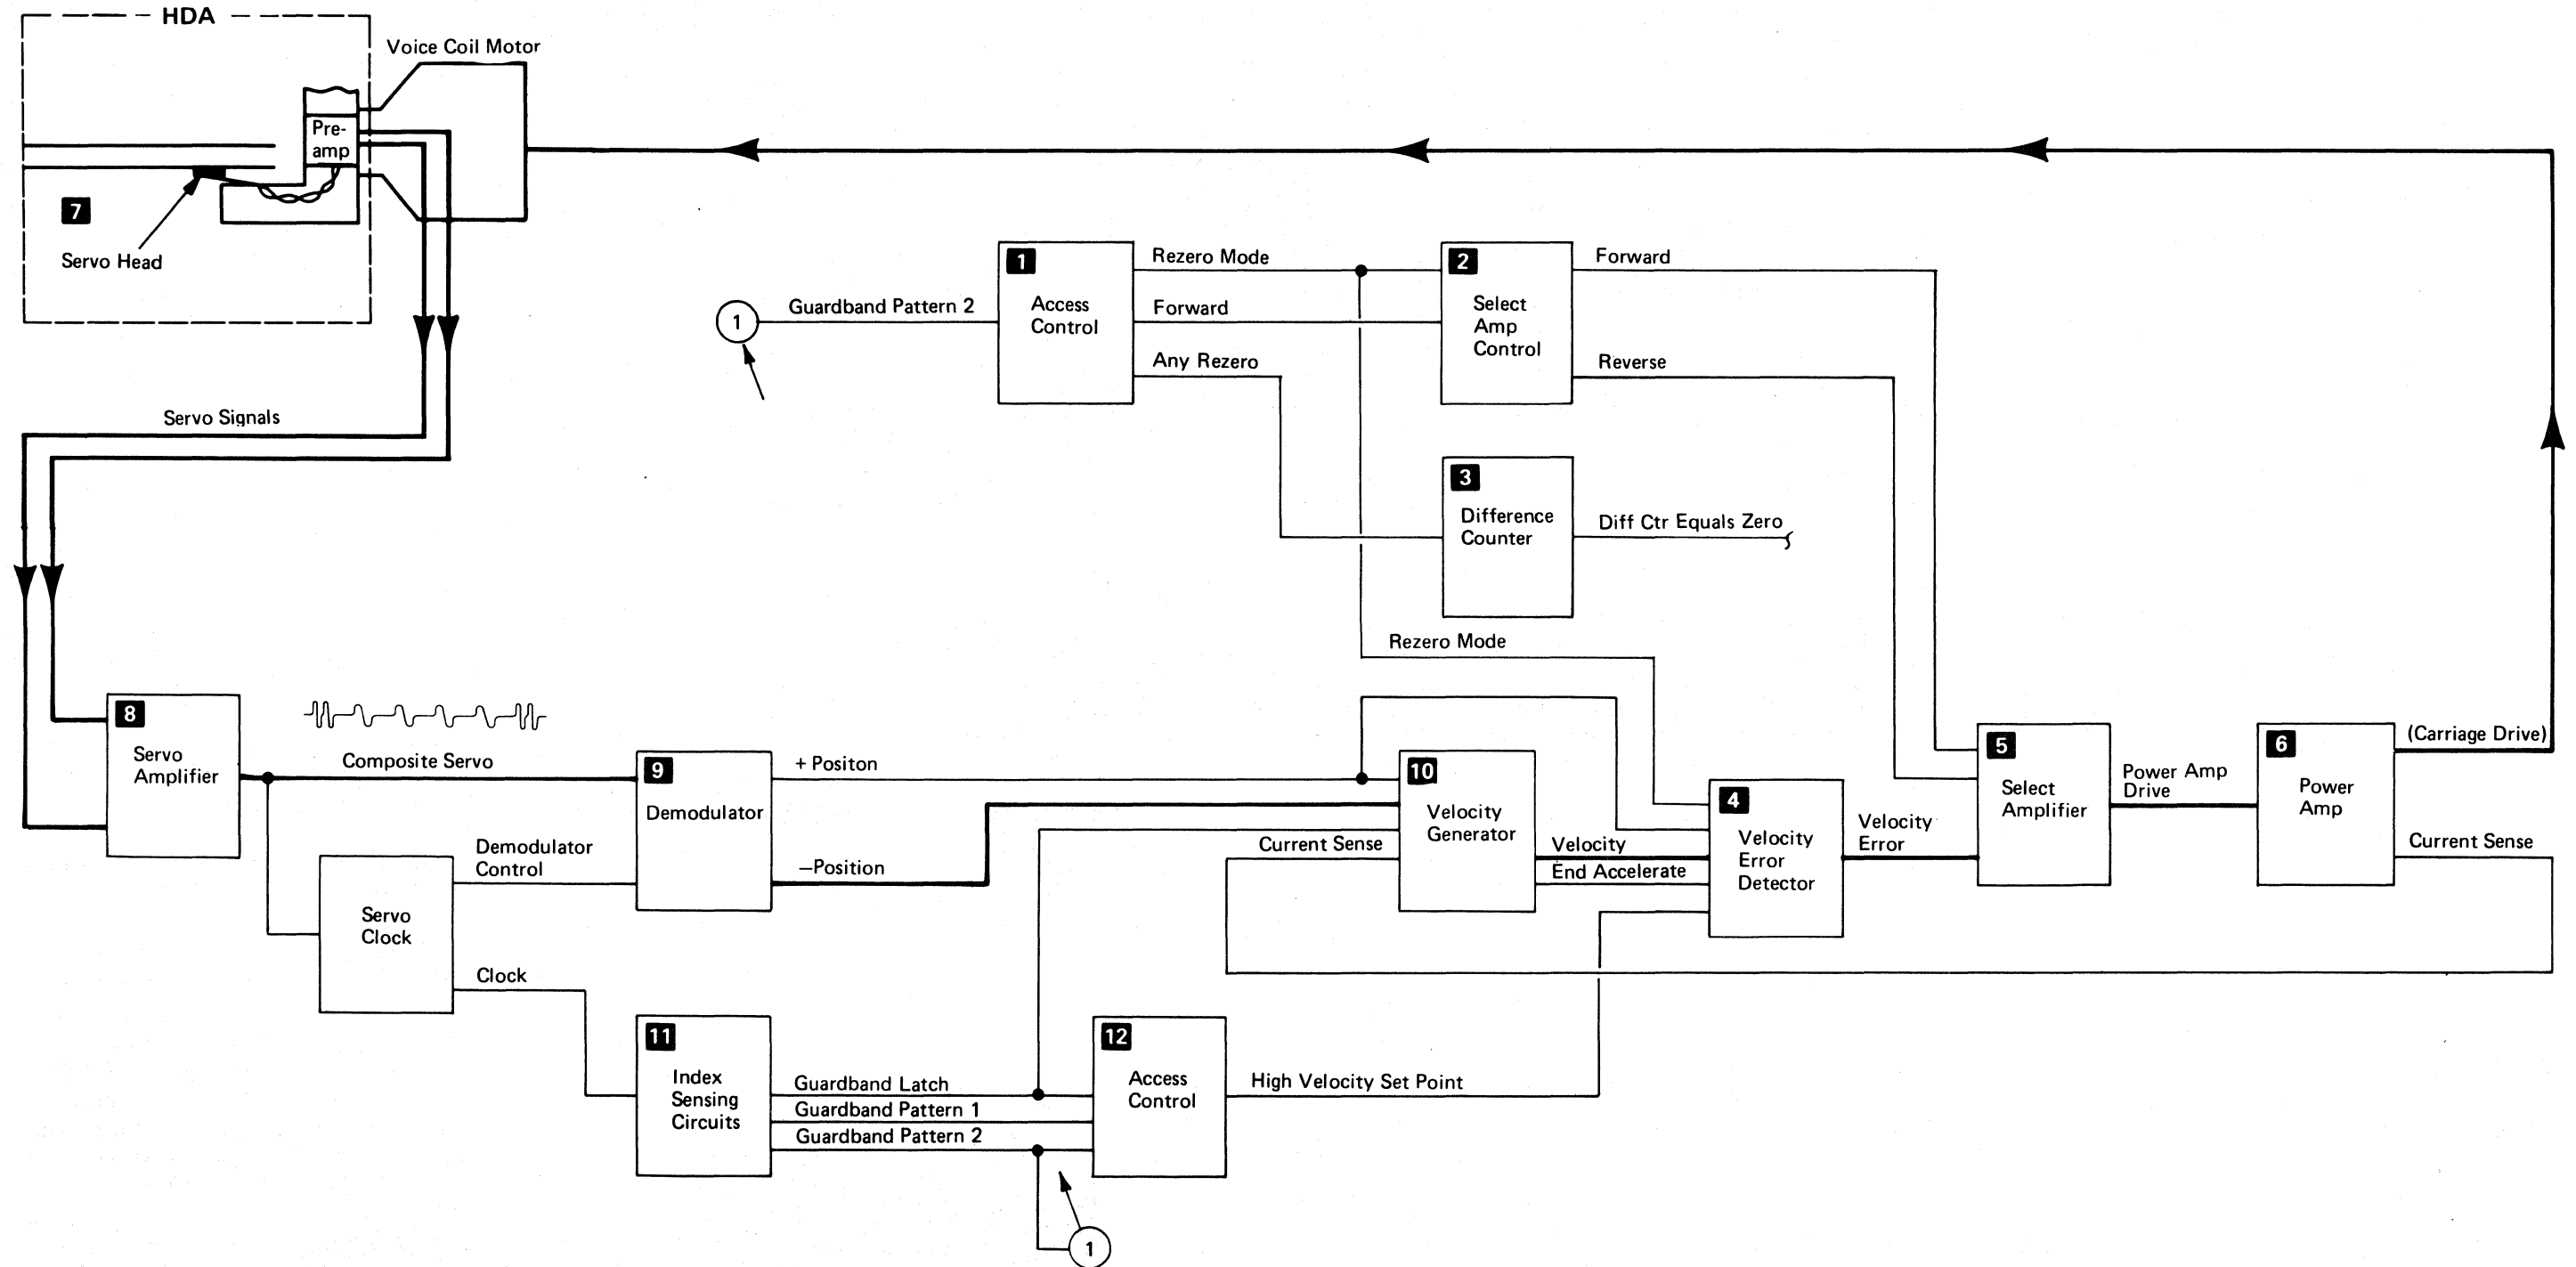 HDA
Voice Coil Motor
Pre-
amp
7
Servo Head
Servo Signals
1
Guardband Pattern 2
1
Access
Control
Rezero Mode
Forward
Any Rezero
2
Select
Amp
Control
Forward
Reverse
3
Difference
Counter
Diff Ctr Equals Zero
Rezero Mode
8
Servo
Amplifier
Composite Servo
Servo
Clock
Demodulator
Control
Clock
9
Demodulator
+ Positon
—Position
10
Velocity
Generator
Current Sense
Velocity
End Accelerate
4
Velocity
Error
Detector
Velocity
Error
5
Select
Amplifier
Power Amp
Drive
6
Power
Amp
(Carriage Drive)
Current Sense
11
Index
Sensing
Circuits
Guardband Latch
Guardband Pattern 1
Guardband Pattern 2
12
Access
Control
High Velocity Set Point
1